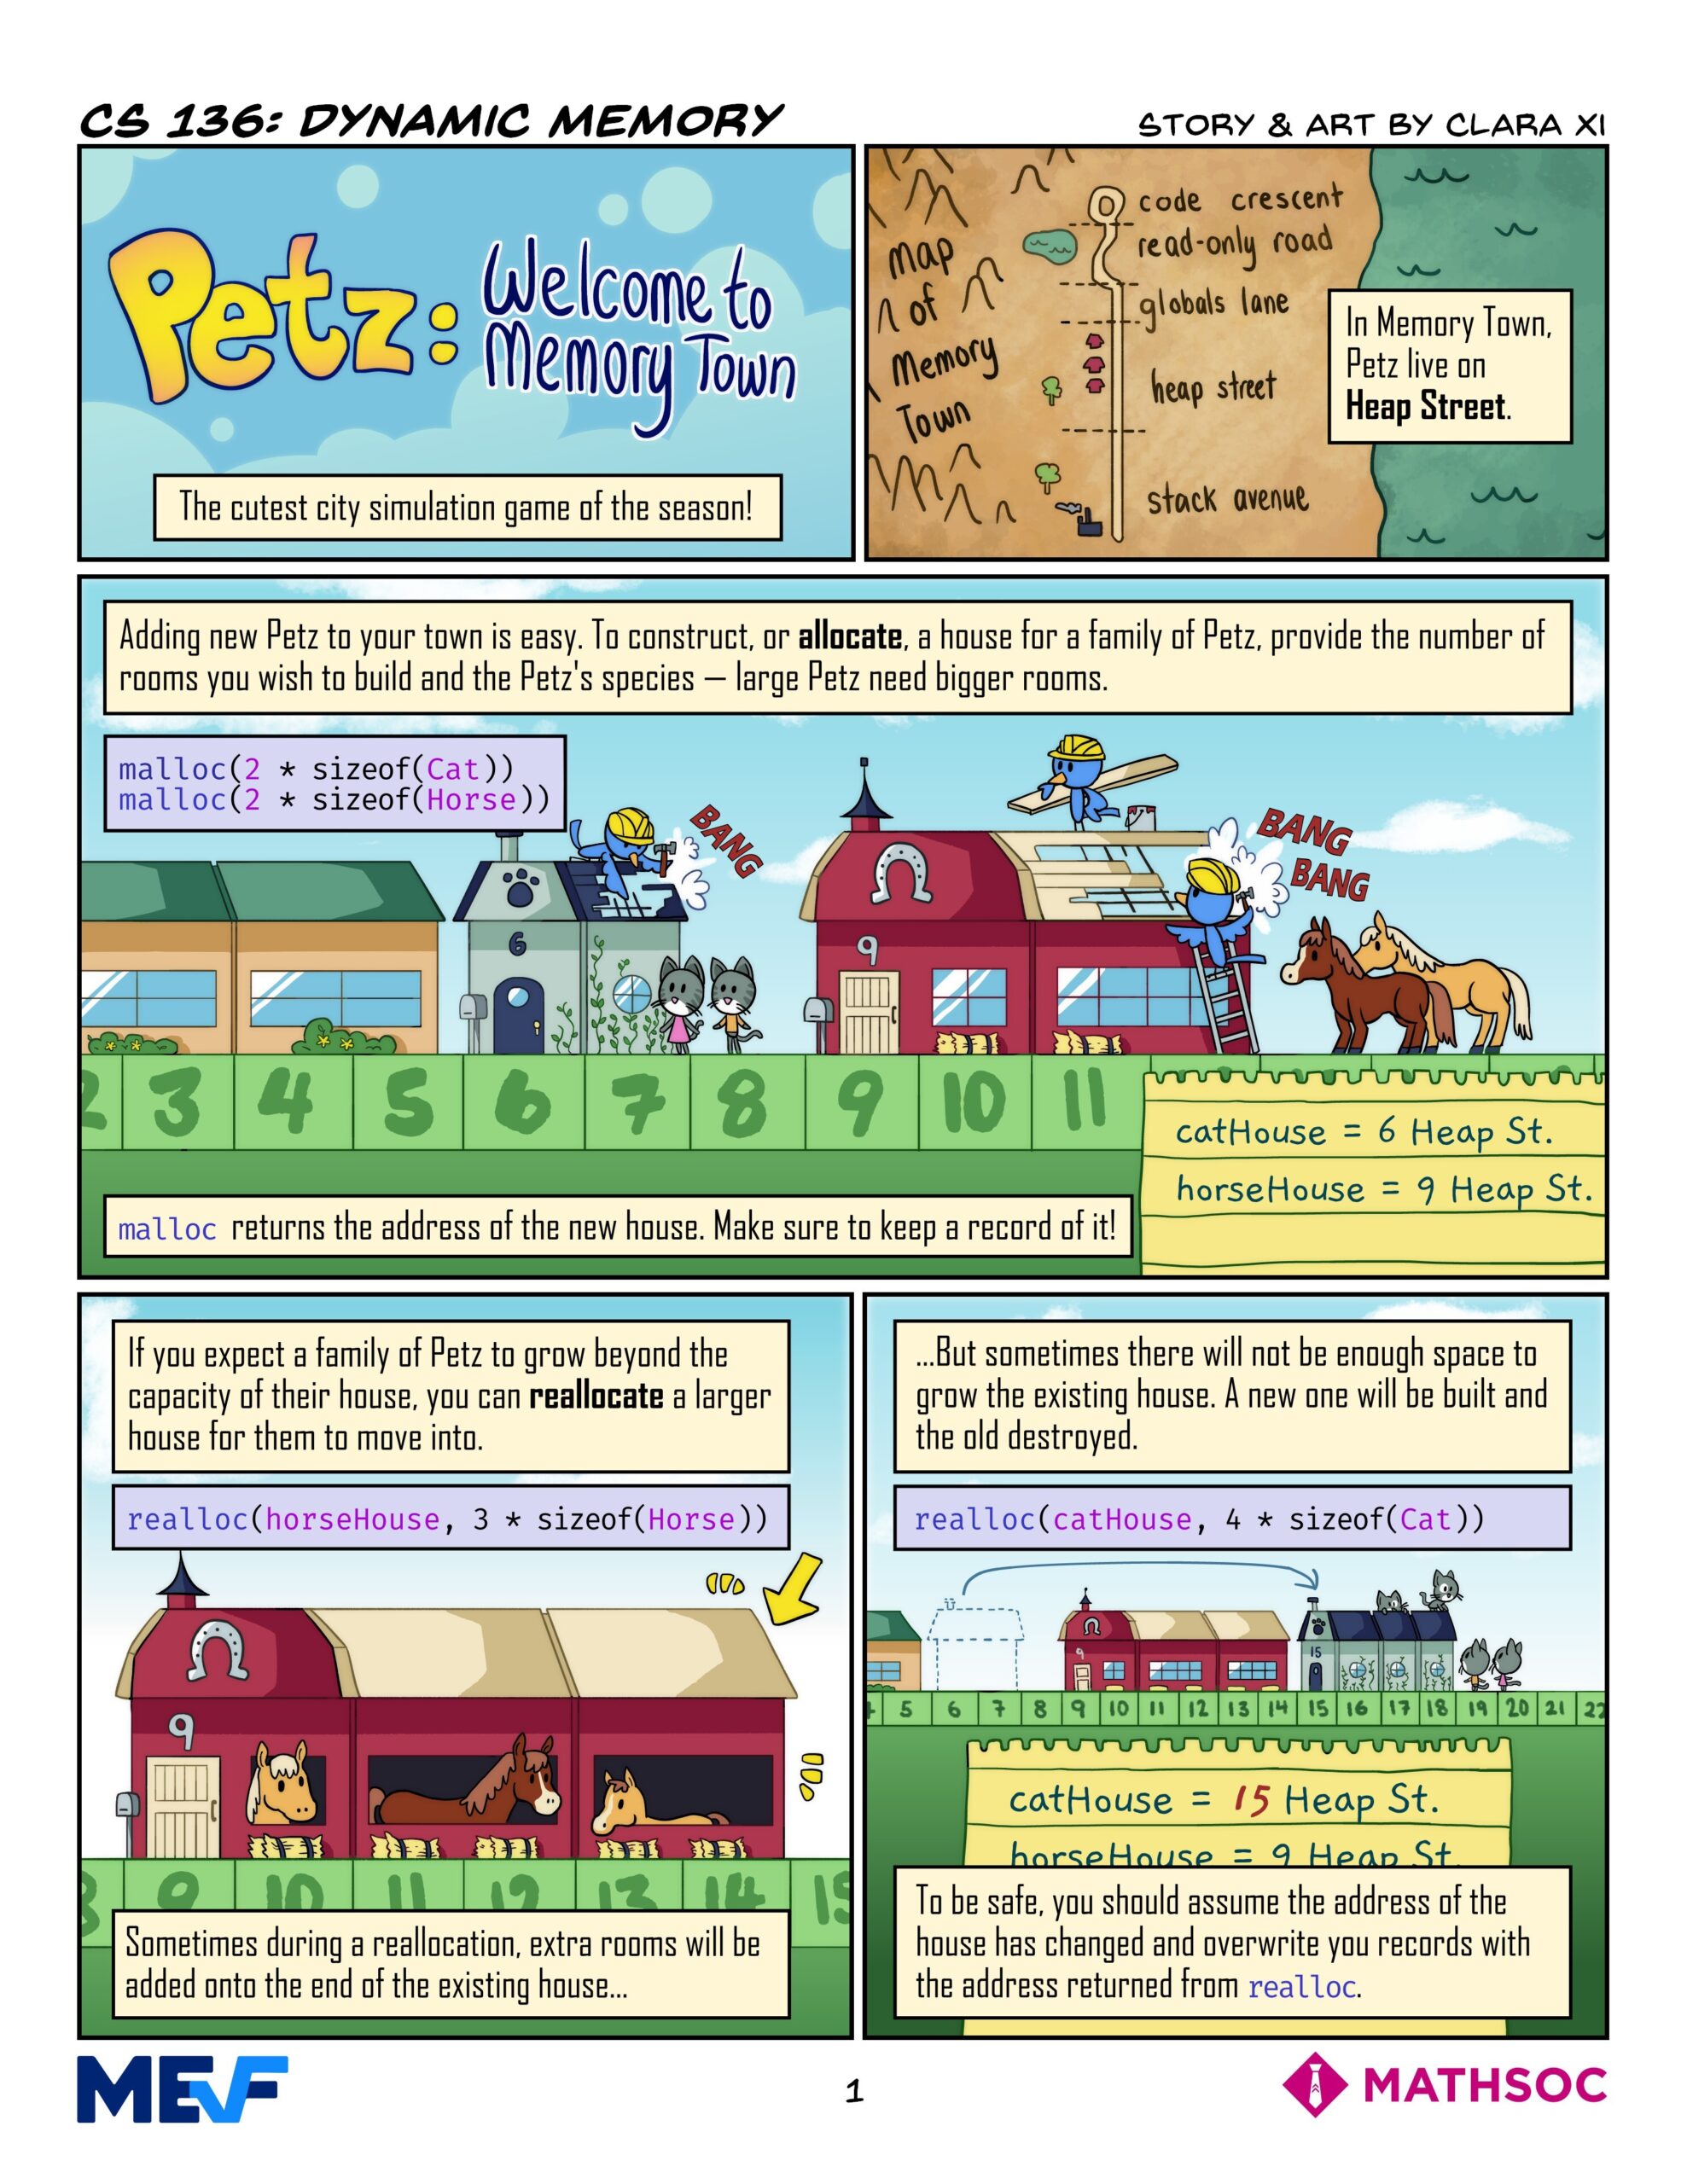 CS 136: DYNAMIC MEMORY
STORY & ART BY CLARA XI
Petz:
Welcome to
Memory Town
The cutest city simulation game of the season!
Map
of
Memory
Town
code crescent
read-only road
globals lane
heap street
stack avenue
In Memory Town,
Petz live on
Heap Street.
Adding new Petz to your town is easy. To construct, or allocate, a house for a family of Petz, provide the number of
rooms you wish to build and the Petz's species — large Petz need bigger rooms.
malloc(2 * sizeof(Cat))
malloc(2 * sizeof(Horse))
BANG
BANG
BANG
6
9
2 3 4 5 6 7 8 9 10 11
catHouse = 6 Heap St.
horseHouse = 9 Heap St.
malloc returns the address of the new house. Make sure to keep a record of it!
If you expect a family of Petz to grow beyond the
capacity of their house, you can reallocate a larger
house for them to move into.
realloc(horseHouse, 3 * sizeof(Horse))
9
8 9 10 11 12 13 14 15
Sometimes during a reallocation, extra rooms will be
added onto the end of the existing house...
...But sometimes there will not be enough space to
grow the existing house. A new one will be built and
the old destroyed.
realloc(catHouse, 4 * sizeof(Cat))
9
15
4 5 6 7 8 9 10 11 12 13 14 15 16 17 18 19 20 21 22
catHouse = 15 Heap St.
horseHouse = 9 Heap St.
To be safe, you should assume the address of the
house has changed and overwrite you records with
the address returned from realloc.
MEF
1
MATHSOC